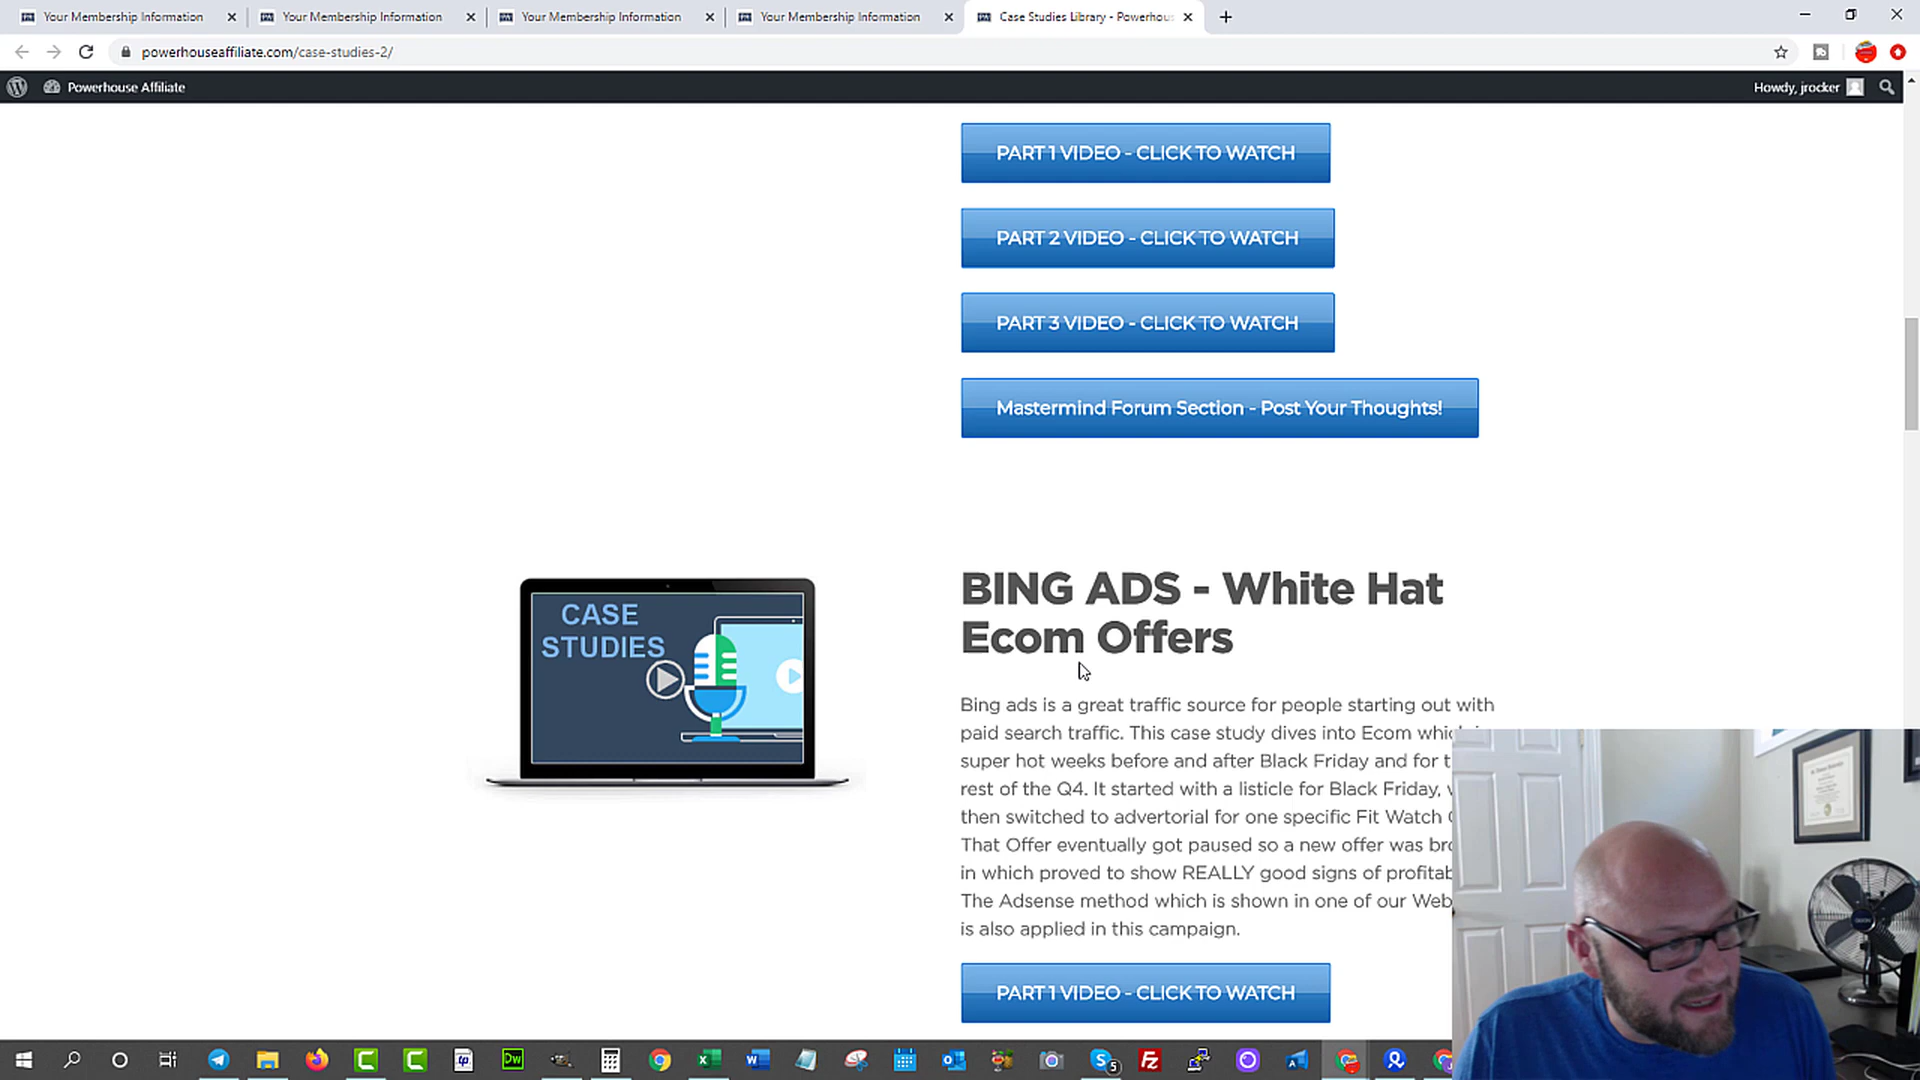 Your Membership Information
Your Membership Information
Your Membership Information
Your Membership Information
Case Studies Library - Powerhou
powerhouseaffiliate.com/case-studies-2/
Powerhouse Affiliate
Howdy, jrocker
PART 1 VIDEO - CLICK TO WATCH
PART 2 VIDEO - CLICK TO WATCH
PART 3 VIDEO - CLICK TO WATCH
Mastermind Forum Section - Post Your Thoughts!
CASE
STUDIES
BING ADS - White Hat
Ecom Offers
Bing ads is a great traffic source for people starting out with
paid search traffic. This case study dives into Ecom which
super hot weeks before and after Black Friday and for
rest of the Q4. It started with a listicle for Black Friday,
then switched to advertorial for one specific Fit Watch
That Offer eventually got paused so a new offer was
in which proved to show REALLY good signs of
The Adsense method which is shown in one of our
is also applied in this campaign.
PART 1 VIDEO - CLICK TO WATCH